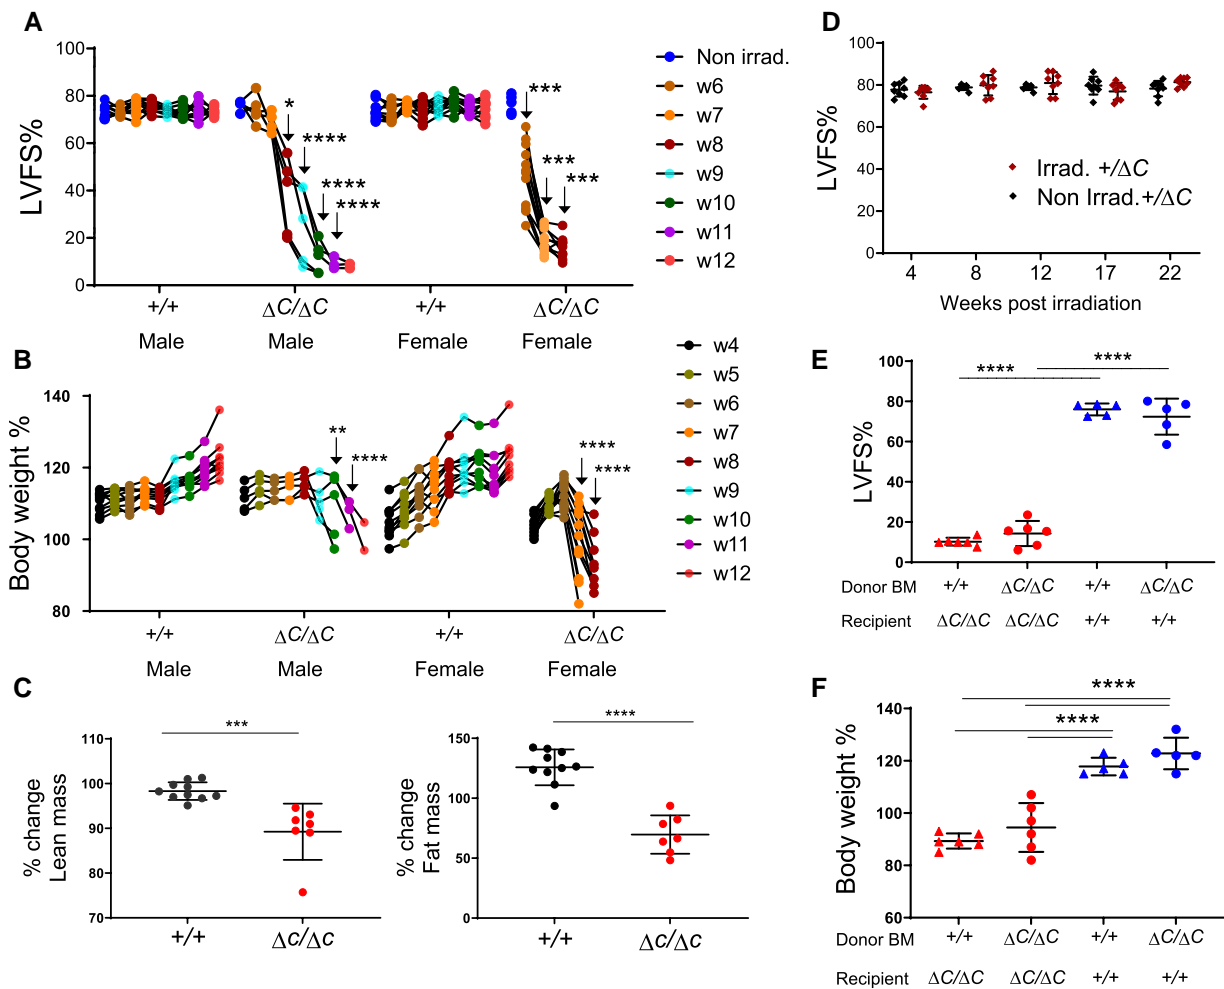 A
LVFS%
100
80
60
40
20
0
*
****
****
****
***
***
***
+/+
ΔC/ΔC
+/+
ΔC/ΔC
Male
Male
Female
Female
Non irrad.
w6
w7
w8
w9
w10
w11
w12
B
Body weight %
140
120
100
80
**
****
****
****
+/+
ΔC/ΔC
+/+
ΔC/ΔC
Male
Male
Female
Female
w4
w5
w6
w7
w8
w9
w10
w11
w12
C
% change
Lean mass
110
100
90
80
70
***
+/+
ΔC/ΔC
% change
Fat mass
150
100
50
0
****
+/+
ΔC/ΔC
D
LVFS%
100
80
60
40
20
0
Irrad. +/ΔC
Non Irrad.+/ΔC
4
8
12
17
22
Weeks post irradiation
E
LVFS%
100
80
60
40
20
0
****
****
Donor BM +/+ ΔC/ΔC +/+ ΔC/ΔC
Recipient ΔC/ΔC ΔC/ΔC +/+ +/+
F
Body weight %
140
120
100
80
60
****
****
Donor BM +/+ ΔC/ΔC +/+ ΔC/ΔC
Recipient ΔC/ΔC ΔC/ΔC +/+ +/+